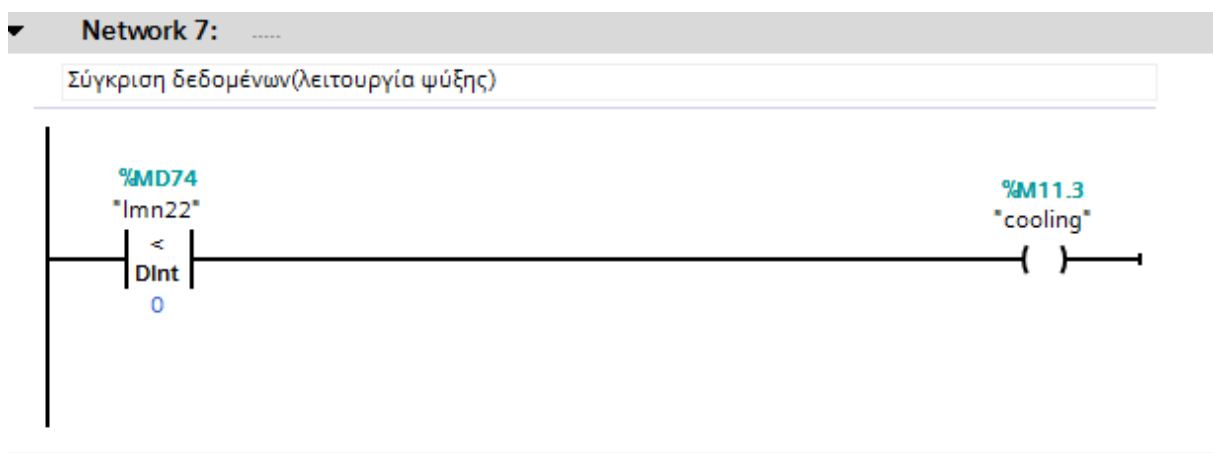 Network 7: .....
Σύγκριση δεδομένων(λειτουργία ψύξης)
%MD74
"lmn22"
<
DInt
0
%M11.3
"cooling"
( )